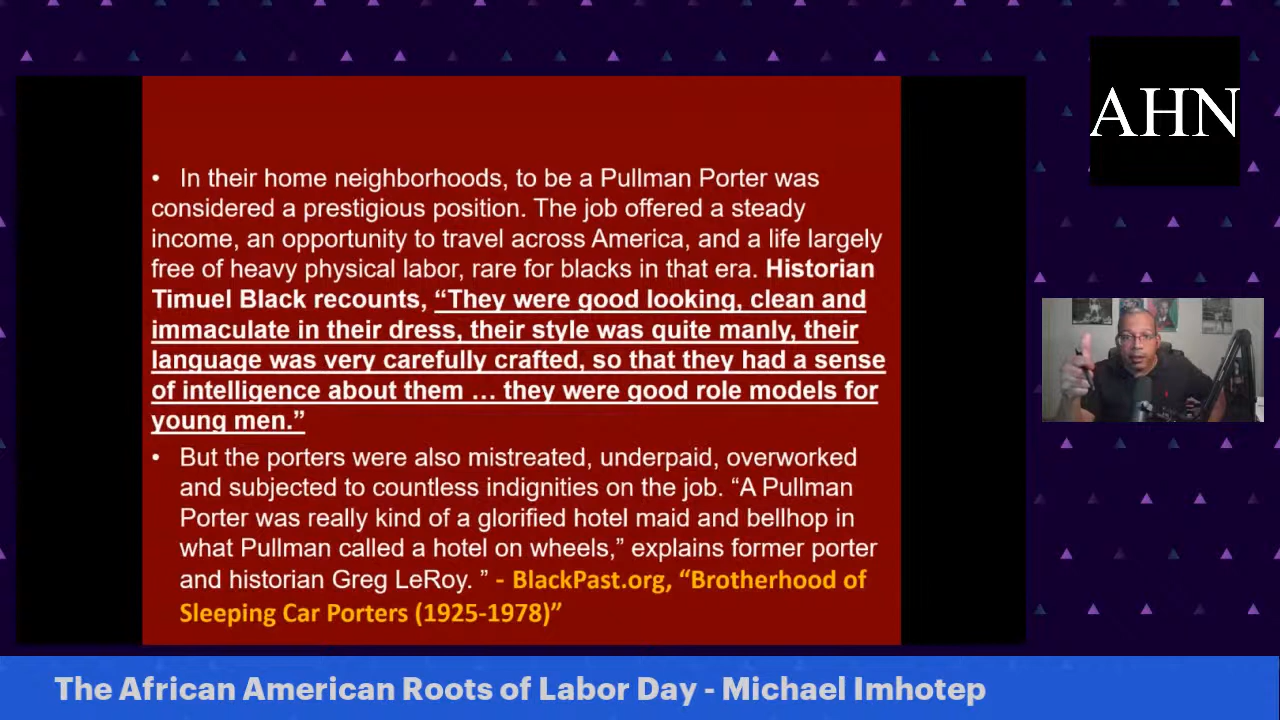 AHN
• In their home neighborhoods, to be a Pullman Porter was
considered a prestigious position. The job offered a steady
income, an opportunity to travel across America, and a life largely
free of heavy physical labor, rare for blacks in that era. Historian
Timuel Black recounts, “They were good looking, clean and
immaculate in their dress, their style was quite manly, their
language was very carefully crafted, so that they had a sense
of intelligence about them … they were good role models for
young men.”
• But the porters were also mistreated, underpaid, overworked
and subjected to countless indignities on the job. “A Pullman
Porter was really kind of a glorified hotel maid and bellhop in
what Pullman called a hotel on wheels,” explains former porter
and historian Greg LeRoy. ” - BlackPast.org, “Brotherhood of
Sleeping Car Porters (1925-1978)”
The African American Roots of Labor Day - Michael Imhotep